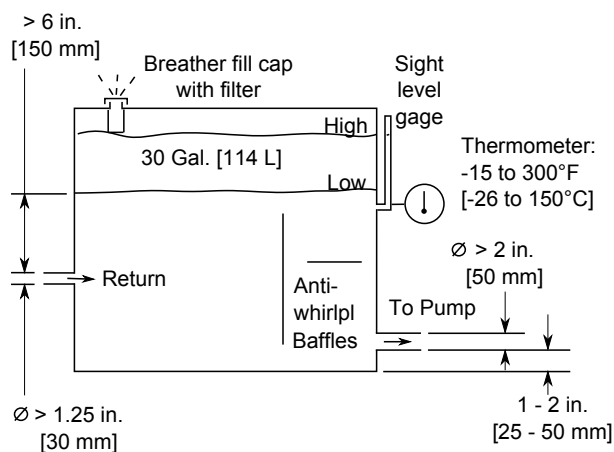 > 6 in.
[150 mm]
Breather fill cap
with filter
Sight
level
gage
High
30 Gal. [114 L]
Low
Thermometer:
-15 to 300°F
[-26 to 150°C]
Return
Anti-
whirlpl
Baffles
To Pump
Ø > 2 in.
[50 mm]
Ø > 1.25 in.
[30 mm]
1 - 2 in.
[25 - 50 mm]